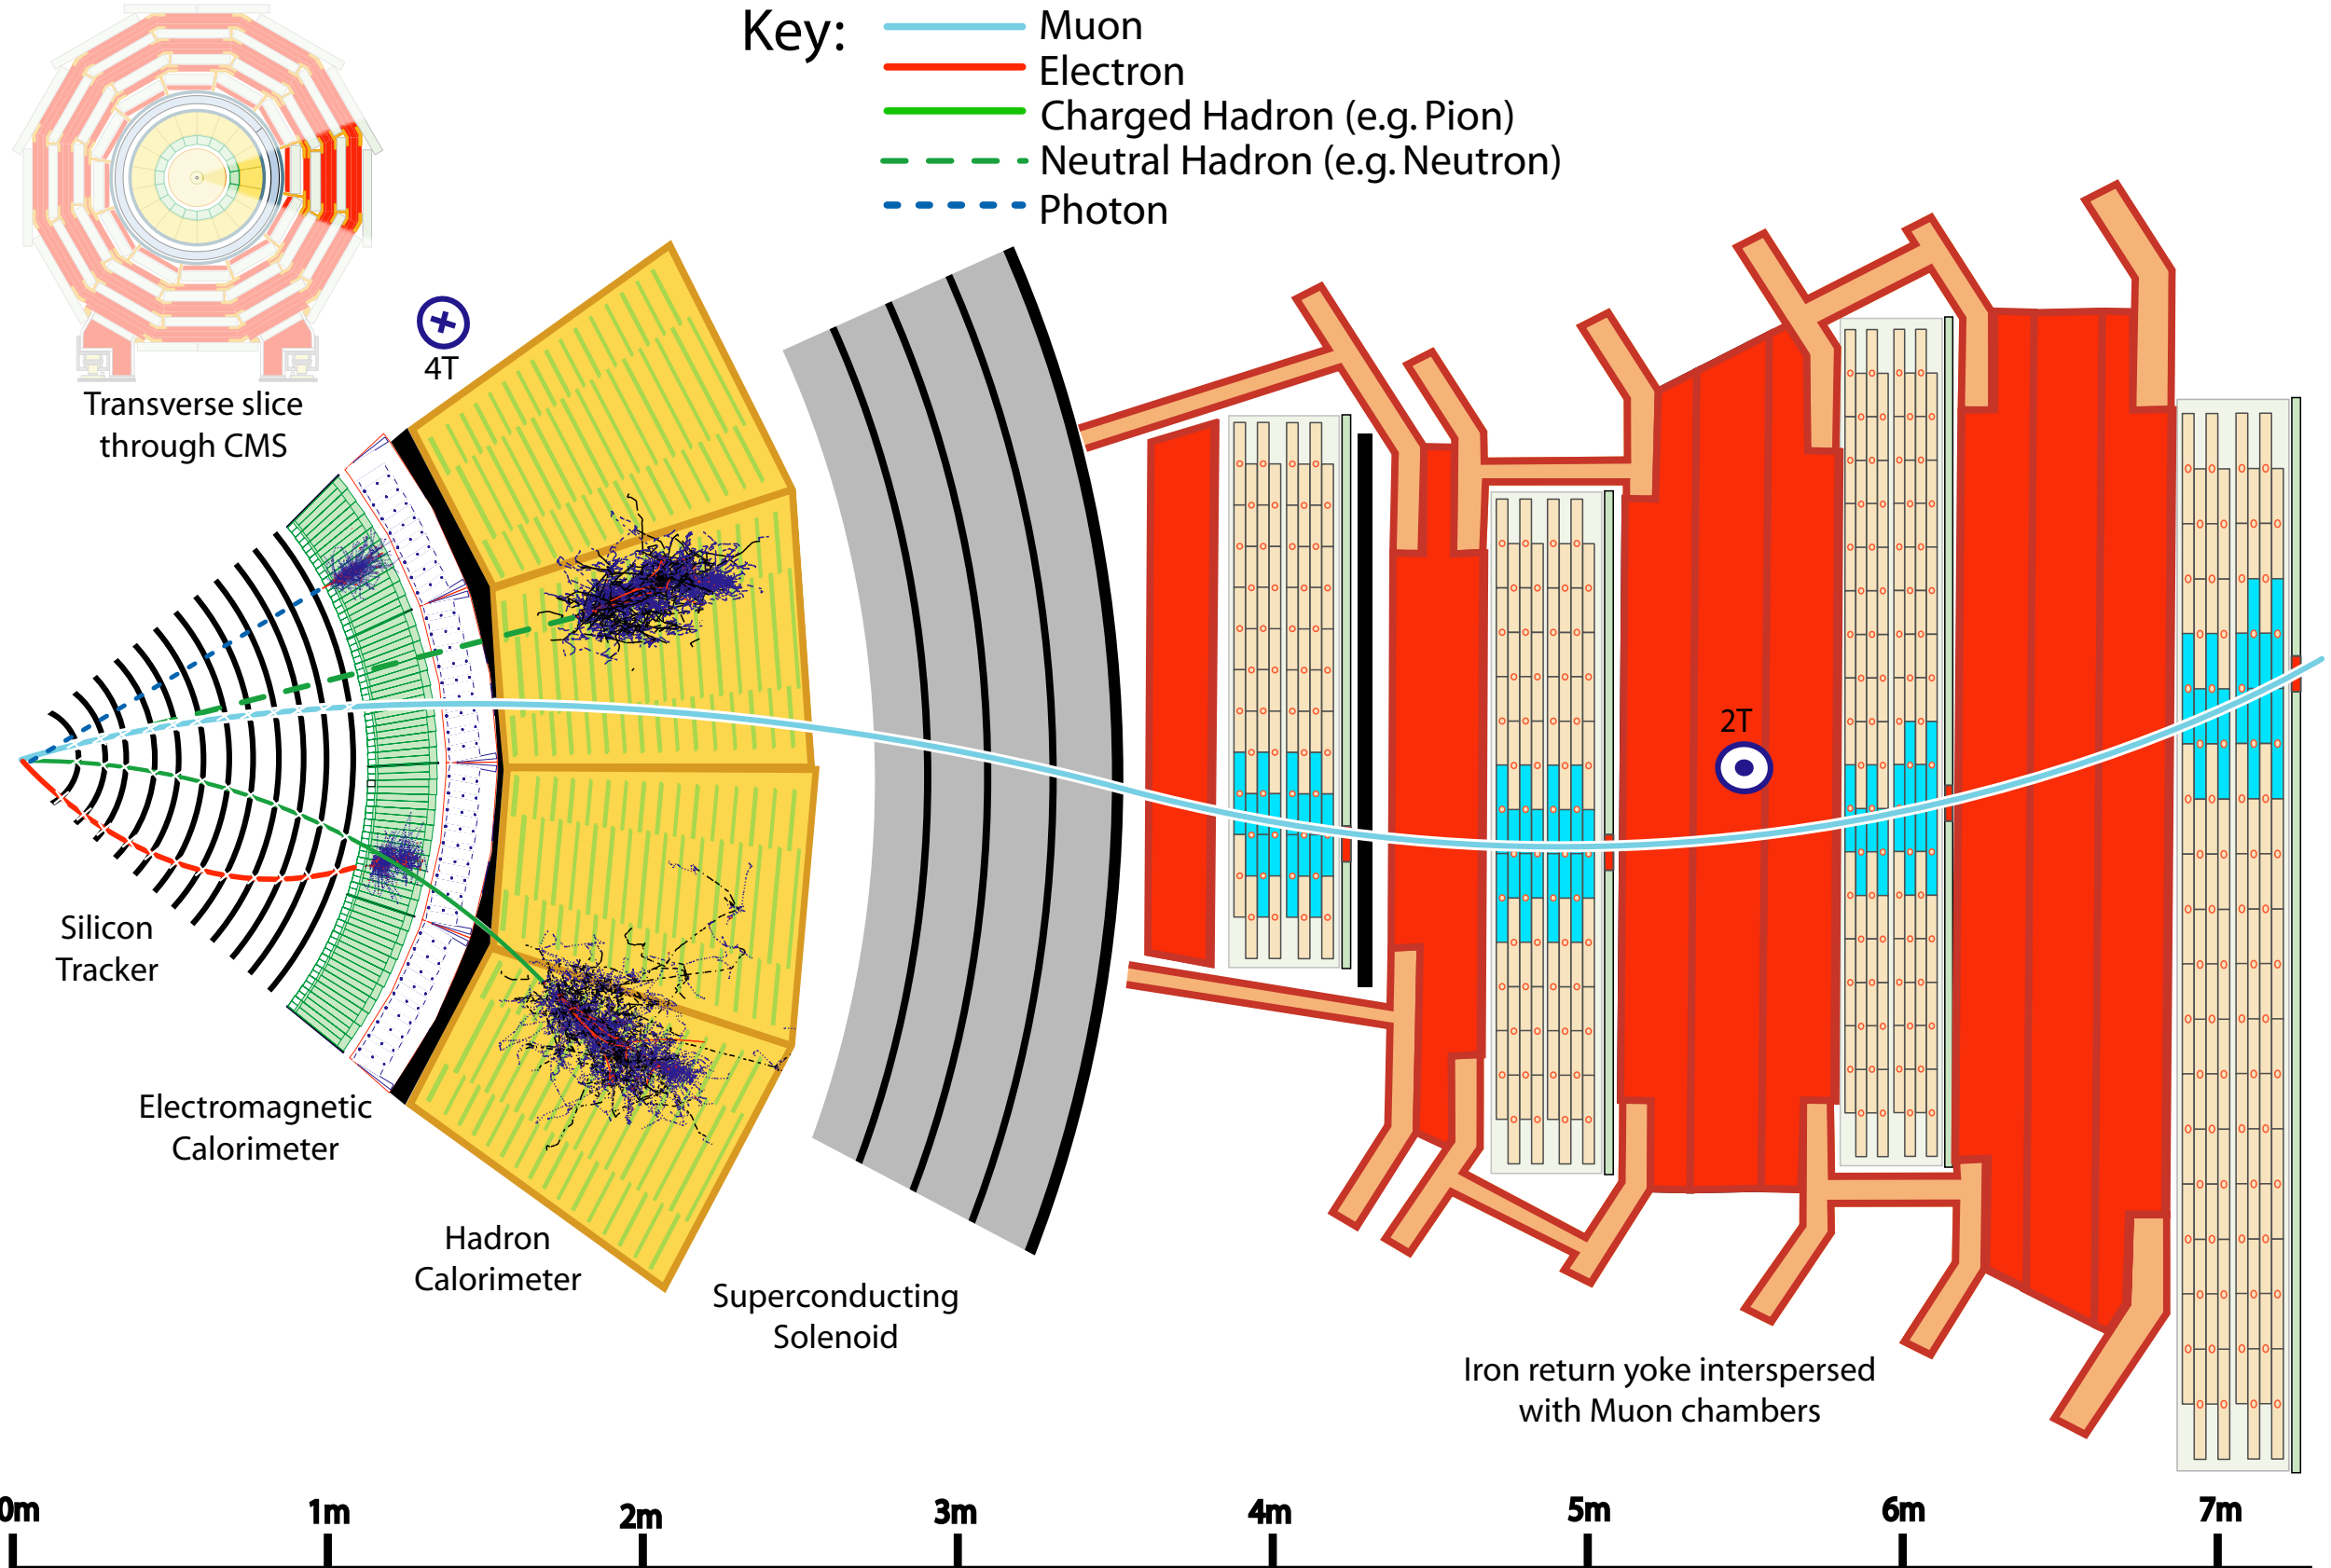 Key:
Muon
Electron
Charged Hadron (e.g. Pion)
Neutral Hadron (e.g. Neutron)
Photon
Transverse slice
through CMS
4T
2T
Silicon
Tracker
Electromagnetic
Calorimeter
Hadron
Calorimeter
Superconducting
Solenoid
Iron return yoke interspersed
with Muon chambers
0m 1m 2m 3m 4m 5m 6m 7m